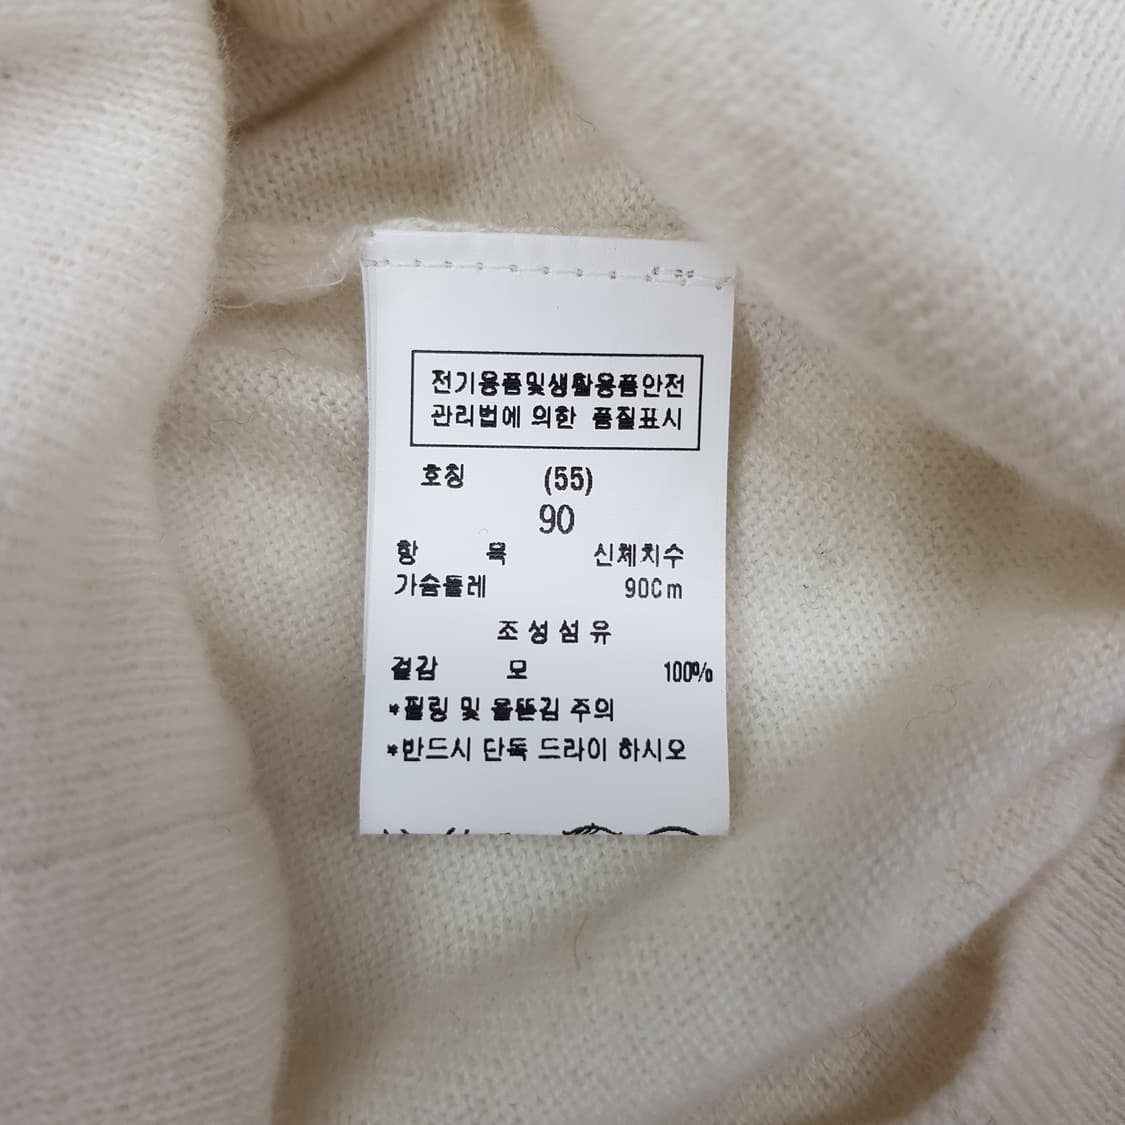 전기용품및생활용품안전
관리법에 의한 품질표시
호칭 (55)
90
항 목 신체치수
가슴둘레 90Cm
조성섬유
겉감 모 100%
*필링 및 올뜯김 주의
*반드시 단독 드라이 하시오